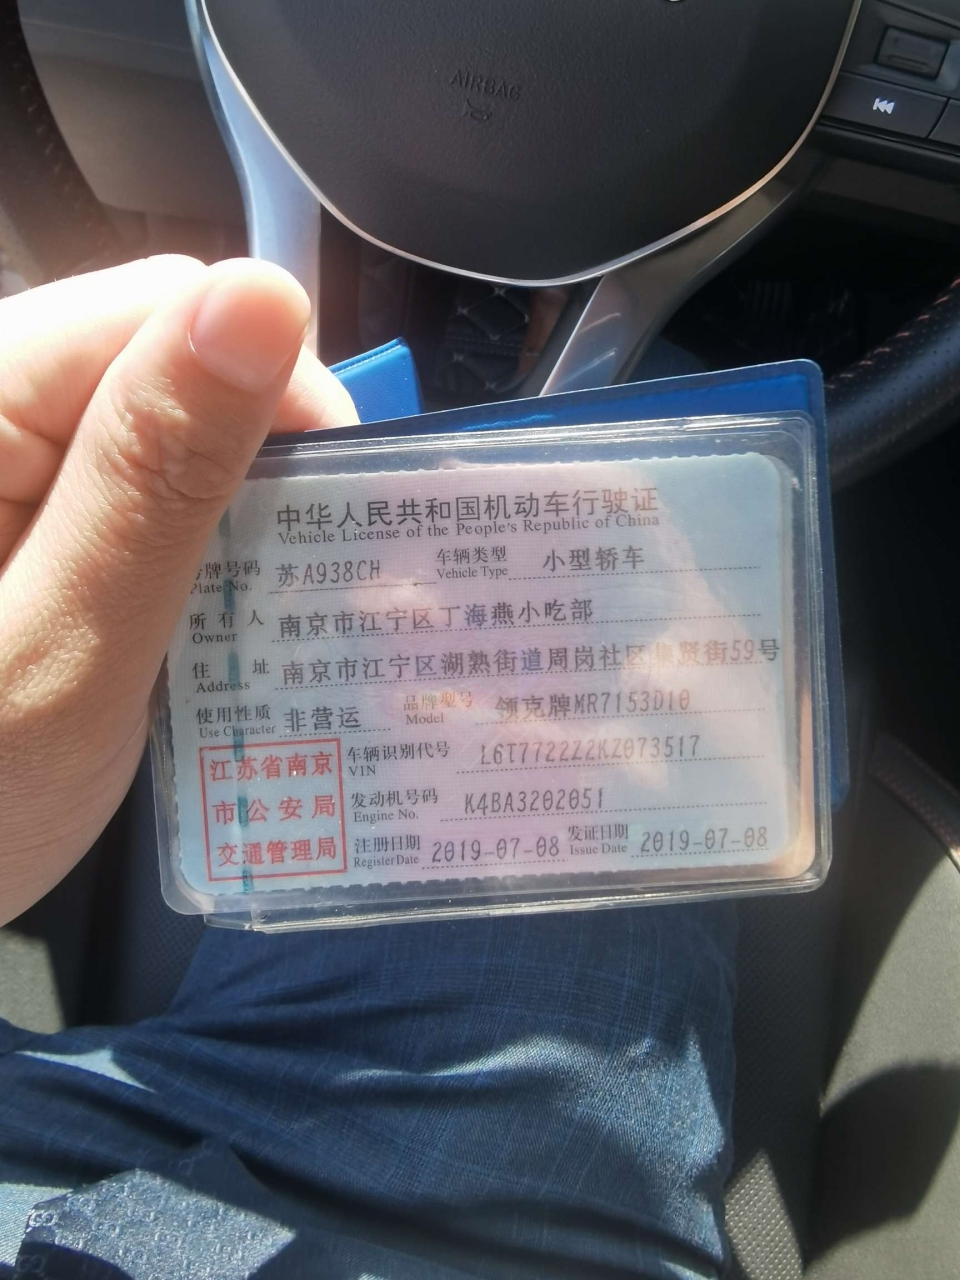 AIRBAG
中华人民共和国机动车行驶证
Vehicle License of the People's Republic of China
号牌号码 苏A938CH 车辆类型 小型轿车
Plate No. Vehicle Type
所有人 南京市江宁区丁海燕小吃部
Owner
住址 南京市江宁区湖熟街道周岗社区集贤街59号
Address
使用性质 非营运 品牌型号 领克牌MR7153D10
Use Character Model
江苏省南京
市公安局
交通管理局
车辆识别代号 L6T7722Z2KZ073517
VIN
发动机号码 K4BA3202051
Engine No.
注册日期 2019-07-08 发证日期 2019-07-08
Register Date Issue Date